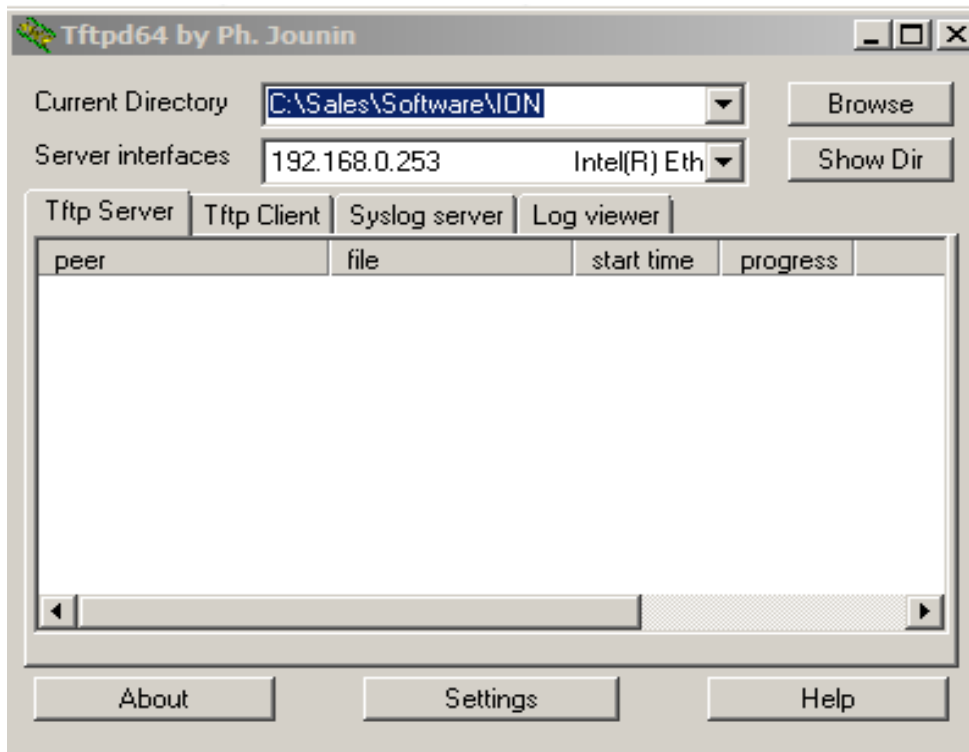 Tftpd64 by Ph. Jounin
Current Directory C:\Sales\Software\ION Browse
Server interfaces 192.168.0.253 Intel(R) Eth Show Dir
Tftp Server Tftp Client Syslog server Log viewer
peer file start time progress
About Settings Help